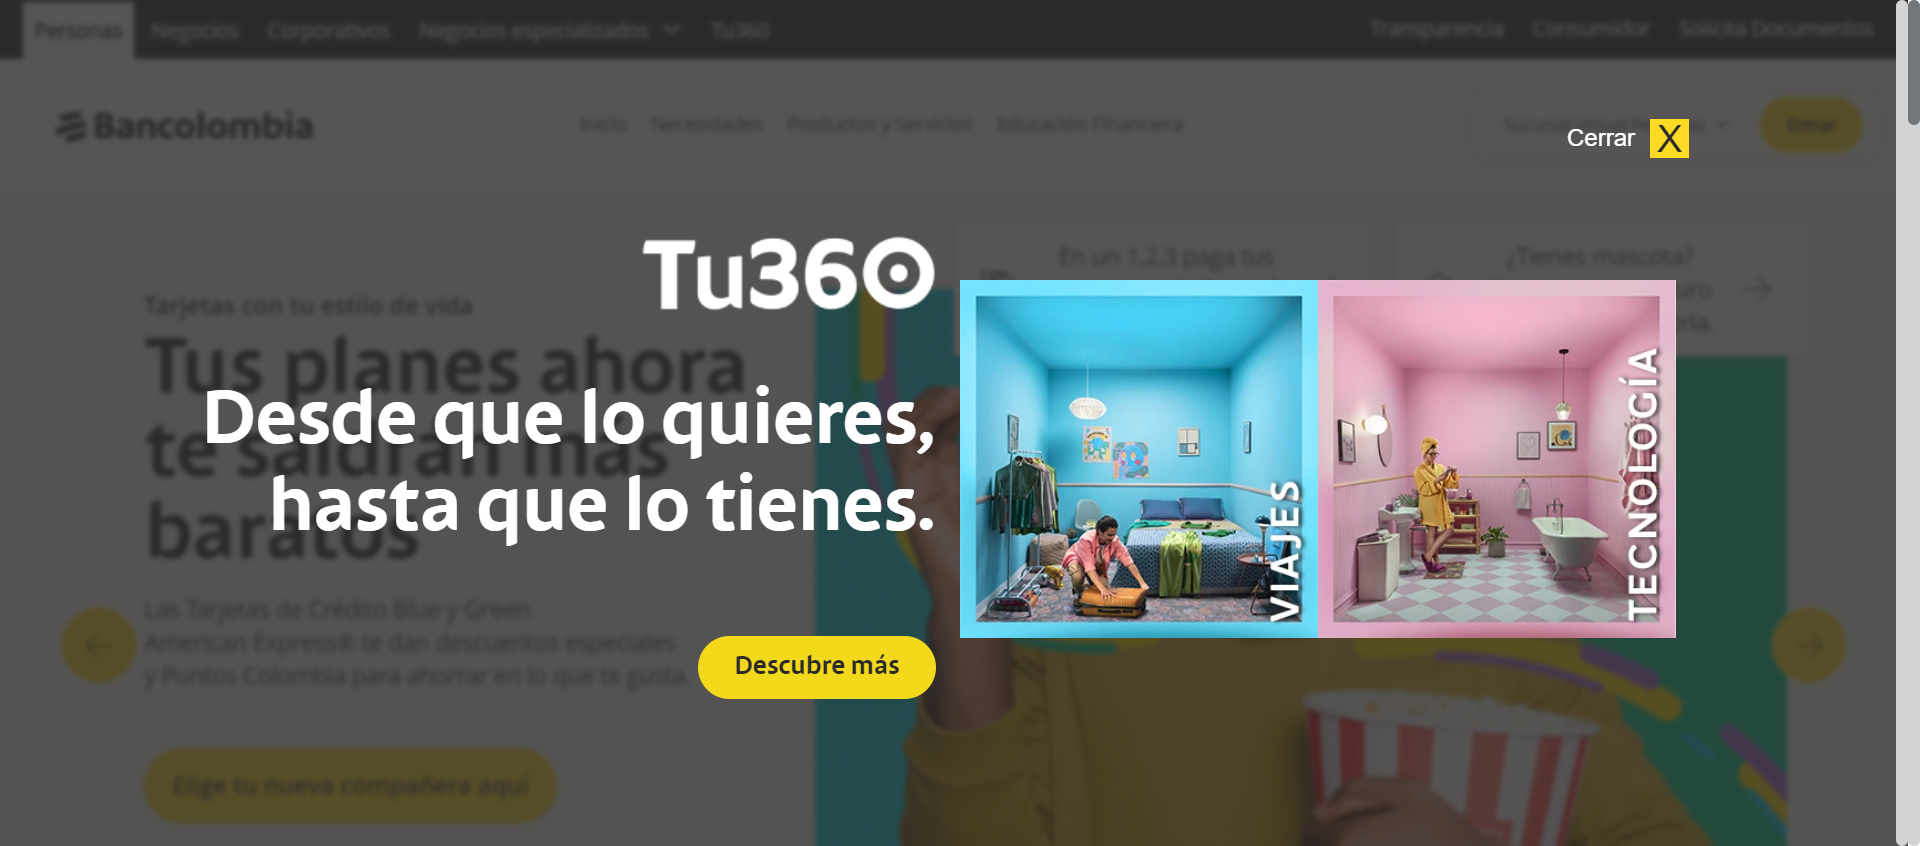 Personas Negocios Corporativos Negocios especializados Tu360 Transparencia Consumidor Solicita Documentos
Bancolombia Inicio Necesidades Productos y Servicios Educación Financiera Sucursal Virtual Entrar
Cerrar X
Tu360
En un 1,2,3 paga tus
¿Tienes mascota?
Tarjetas con tu estilo de vida
Tus planes ahora
te saldrán más
baratos
Desde que lo quieres,
hasta que lo tienes.
VIAJES
TECNOLOGÍA
Las Tarjetas de Crédito Blue y Green
American Express® te dan descuentos especiales
y Puntos Colombia para ahorrar en lo que te gusta.
Descubre más
Elige tu nueva compañera aquí